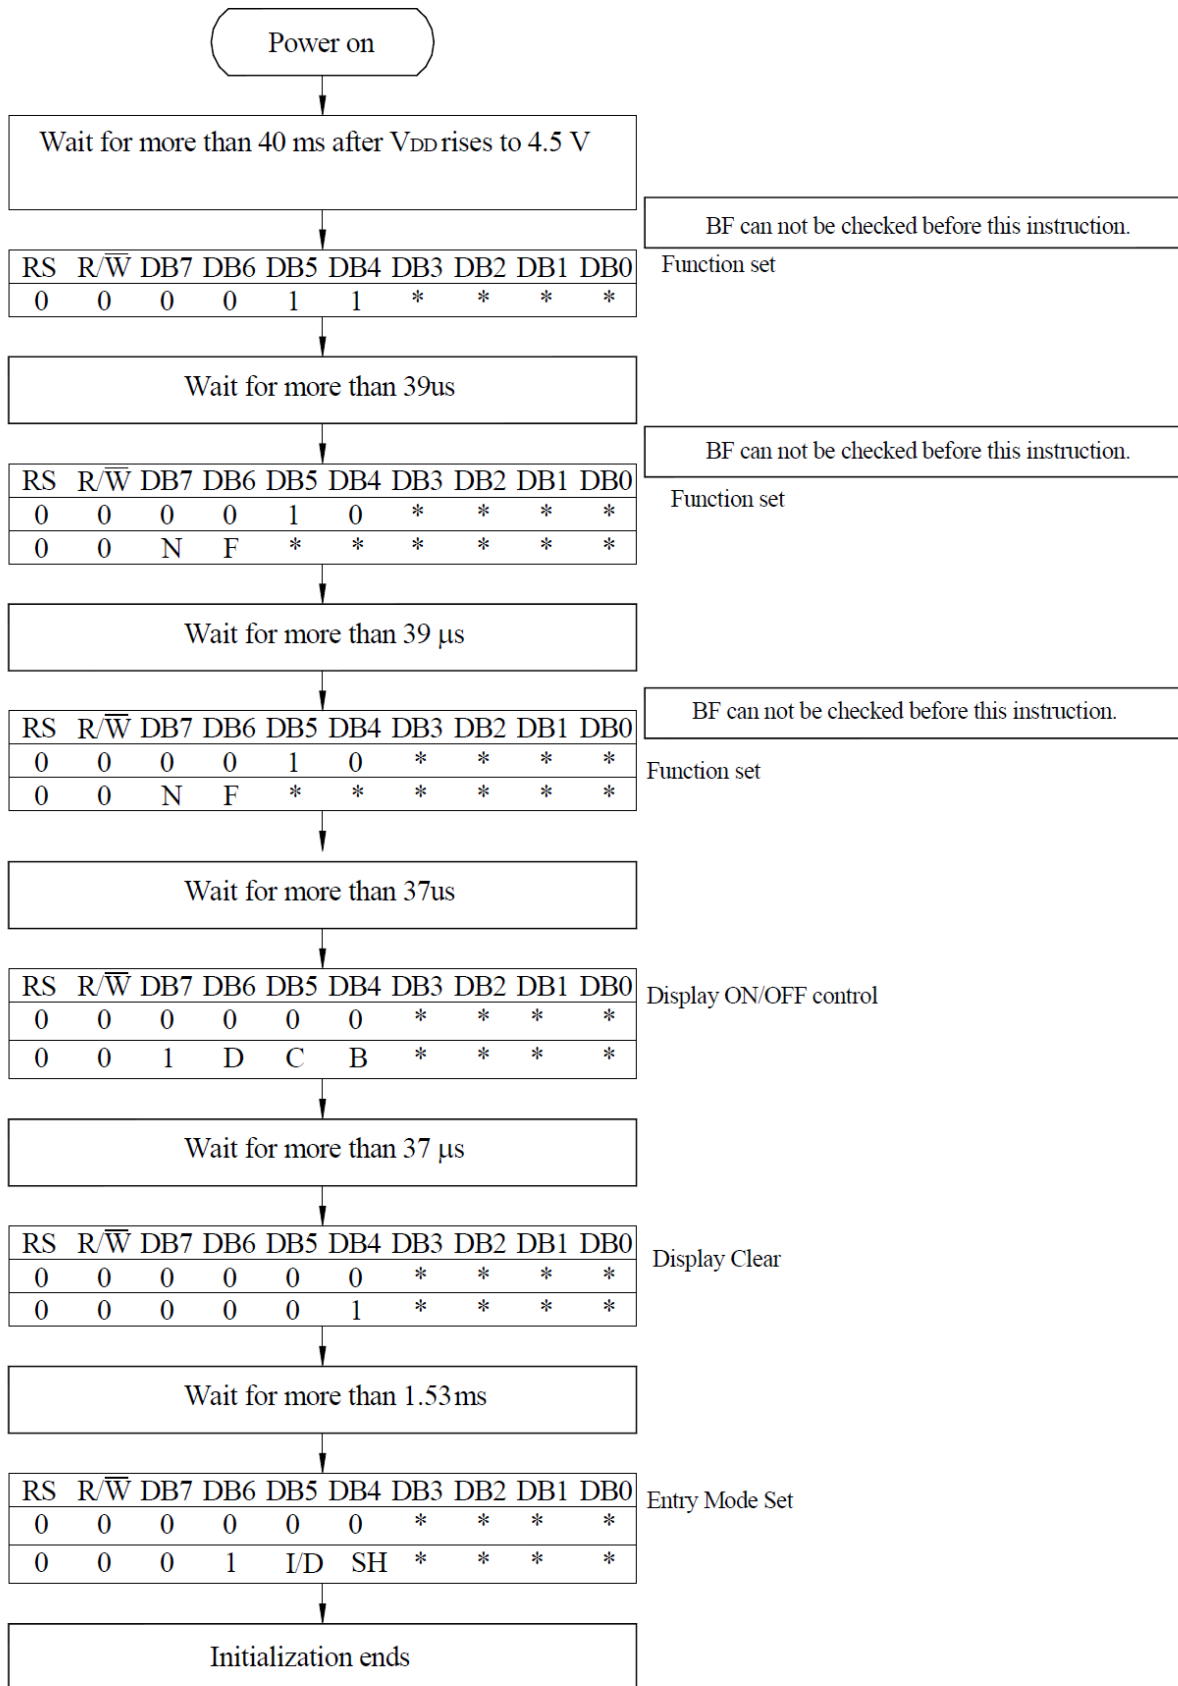 Power on
Wait for more than 40 ms after VDD rises to 4.5 V
BF can not be checked before this instruction.
RS R/W̅ DB7 DB6 DB5 DB4 DB3 DB2 DB1 DB0
Function set
0 0 0 0 1 1 * * * *
Wait for more than 39us
BF can not be checked before this instruction.
RS R/W̅ DB7 DB6 DB5 DB4 DB3 DB2 DB1 DB0
Function set
0 0 0 0 1 0 * * * *
0 0 N F * * * * * *
Wait for more than 39 μs
BF can not be checked before this instruction.
RS R/W̅ DB7 DB6 DB5 DB4 DB3 DB2 DB1 DB0
0 0 0 0 1 0 * * * *
Function set
0 0 N F * * * * * *
Wait for more than 37us
RS R/W̅ DB7 DB6 DB5 DB4 DB3 DB2 DB1 DB0
Display ON/OFF control
0 0 0 0 0 0 * * * *
0 0 1 D C B * * * *
Wait for more than 37 μs
RS R/W̅ DB7 DB6 DB5 DB4 DB3 DB2 DB1 DB0
Display Clear
0 0 0 0 0 0 * * * *
0 0 0 0 0 1 * * * *
Wait for more than 1.53ms
RS R/W̅ DB7 DB6 DB5 DB4 DB3 DB2 DB1 DB0
Entry Mode Set
0 0 0 0 0 0 * * * *
0 0 0 1 I/D SH * * * *
Initialization ends